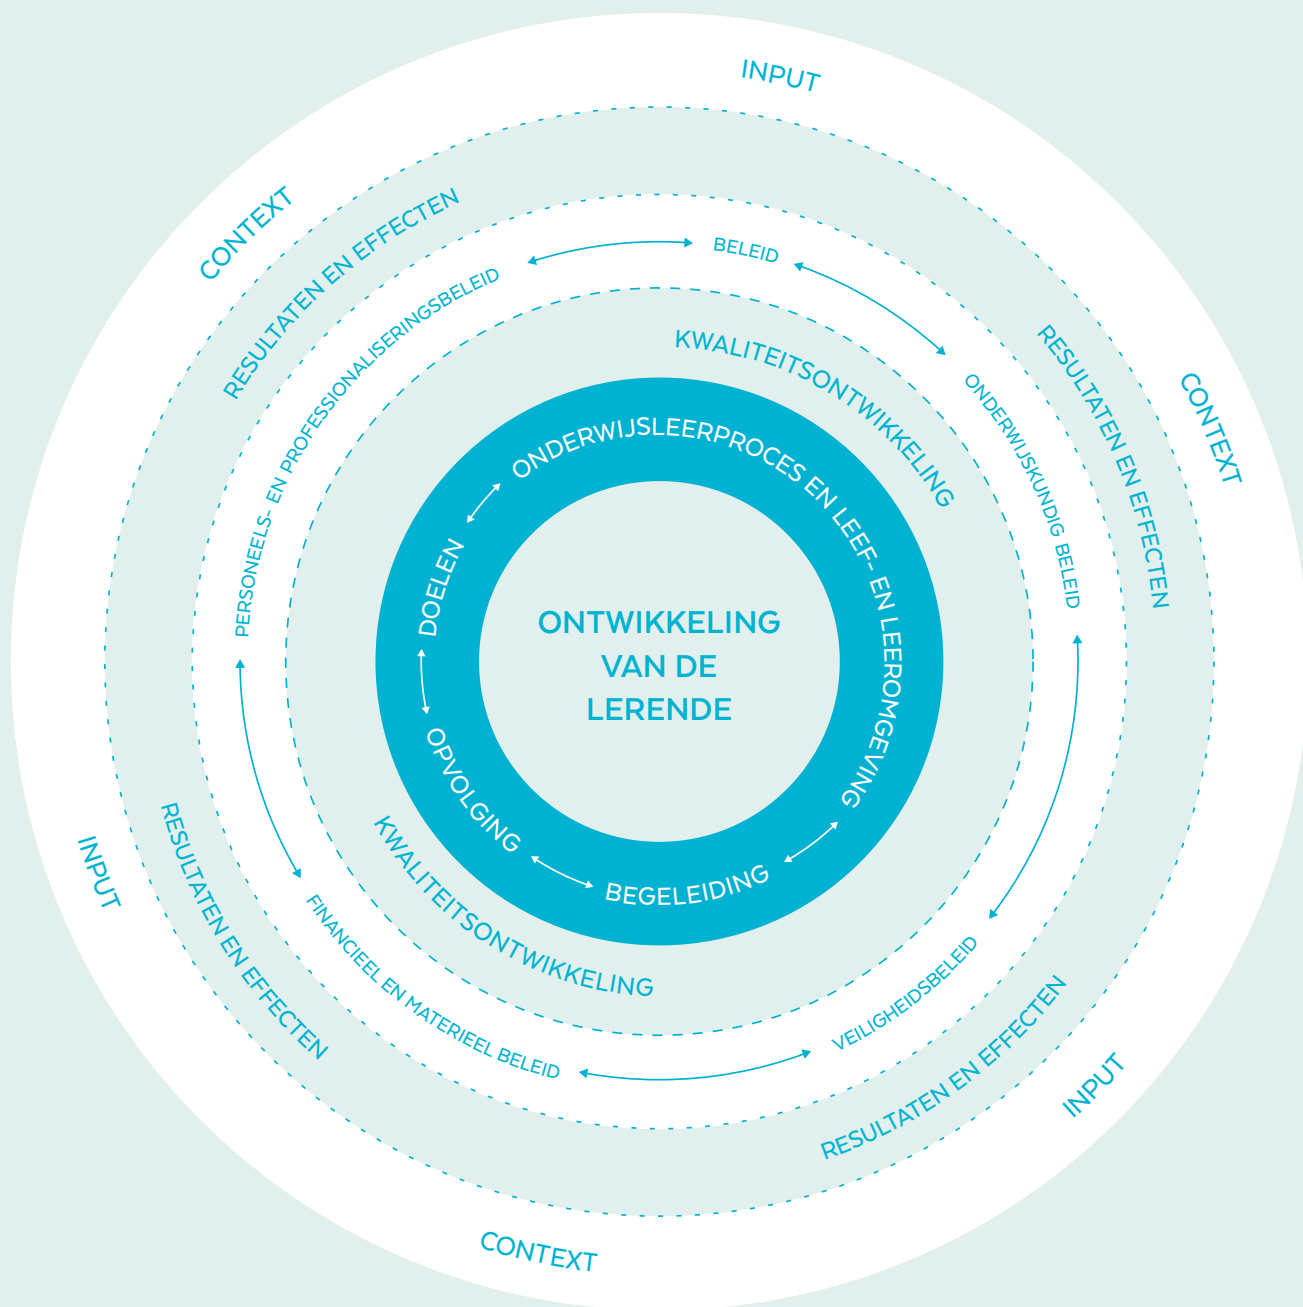 INPUT
CONTEXT
RESULTATEN EN EFFECTEN
BELEID
PERSONEELS- EN PROFESSIONALISERINGSBELEID
KWALITEITSONTWIKKELING
RESULTATEN EN EFFECTEN
CONTEXT
ONDERWIJSKUNDIG BELEID
ONDERWIJSLEERPROCES EN LEEF- EN LEEROMGEVING
DOELEN
ONTWIKKELING
VAN DE
LERENDE
OPVOLGING
BEGELEIDING
KWALITEITSONTWIKKELING
RESULTATEN EN EFFECTEN
INPUT
FINANCIEEL EN MATERIEEL BELEID
VEILIGHEIDSBELEID
RESULTATEN EN EFFECTEN
INPUT
CONTEXT